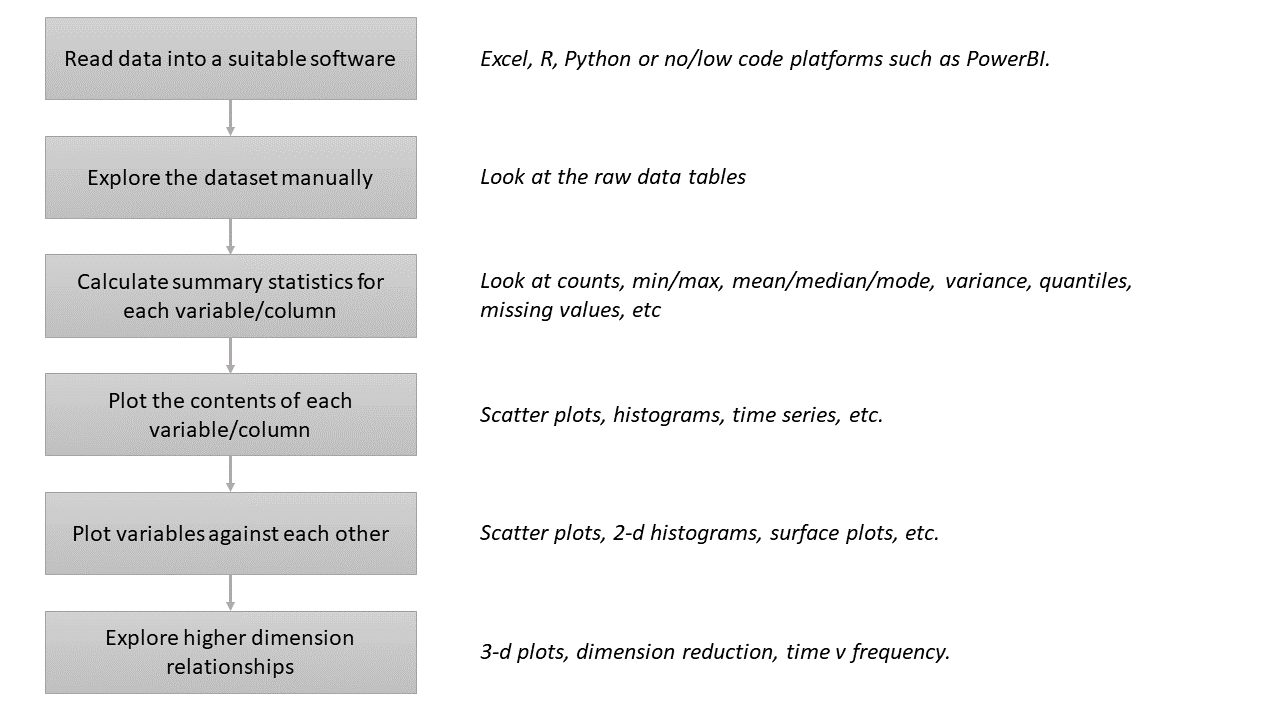 Read data into a suitable software
Excel, R, Python or no/low code platforms such as PowerBI.
Explore the dataset manually
Look at the raw data tables
Calculate summary statistics for
each variable/column
Look at counts, min/max, mean/median/mode, variance, quantiles,
missing values, etc
Plot the contents of each
variable/column
Scatter plots, histograms, time series, etc.
Plot variables against each other
Scatter plots, 2-d histograms, surface plots, etc.
Explore higher dimension
relationships
3-d plots, dimension reduction, time v frequency.